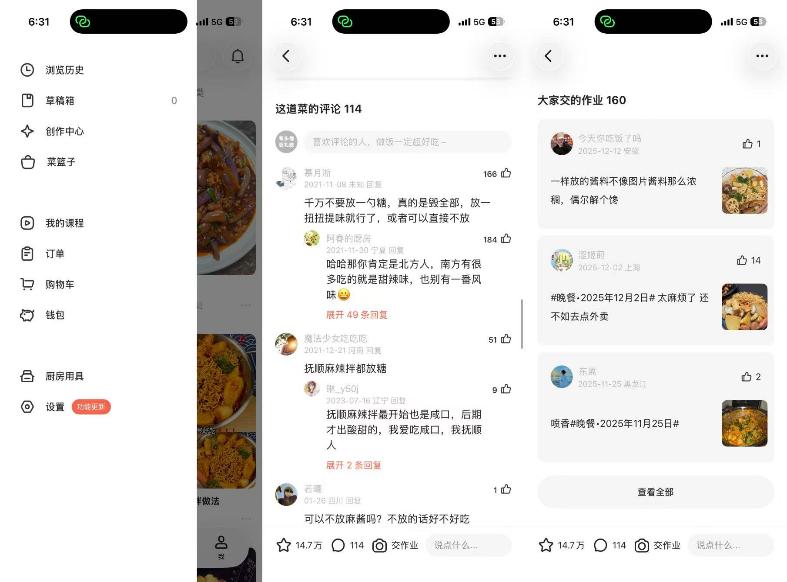 6:31
5G
5
浏览历史
草稿箱
0
创作中心
菜篮子
我的课程
订单
购物车
钱包
厨房用具
设置
功能更新
做法
我
6:31
5G
5
这道菜的评论 114
喜欢评论的人，做饭一定超好吃~
慕月渐
166
2021-11-08 未知 回复
千万不要放一勺糖，真的是毁全部，放一
扭扭提味就行了，或者可以直接不放
阿春的厨房
184
2021-11-30 宁夏 回复
哈哈那你肯定是北方人，南方有很
多吃的就是甜辣味，也别有一番风
味😀
展开 49 条回复
魔法少女吃吃吃
51
2021-12-21 河南 回复
抚顺麻辣拌都放糖
琳_y50j
9
2023-07-16 辽宁 回复
抚顺麻辣拌最开始也是咸口，后期
才出酸甜的，我爱吃咸口，我抚顺
人
展开 2 条回复
若曦
1
01-26 四川 回复
可以不放麻酱吗？不放的话好不好吃
14.7万
114
交作业
说点什么...
6:31
5G
5
大家交的作业 160
今天你吃饭了吗
1
2025-12-12 安徽
一样放的酱料不像图片酱料那么浓
稠，偶尔解个馋
14
2025-12-02 上海
#晚餐•2025年12月2日# 太麻烦了 还
不如去点外卖
2
2025-11-25 黑龙江
喷香#晚餐•2025年11月25日#
查看全部
14.7万
114
交作业
说点什么...